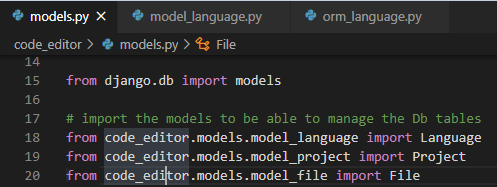 models.py model_language.py orm_language.py
code_editor > models.py > File
14
15 from django.db import models
16
17 # import the models to be able to manage the Db tables
18 from code_editor.models.model_language import Language
19 from code_editor.models.model_project import Project
20 from code_editor.models.model_file import File